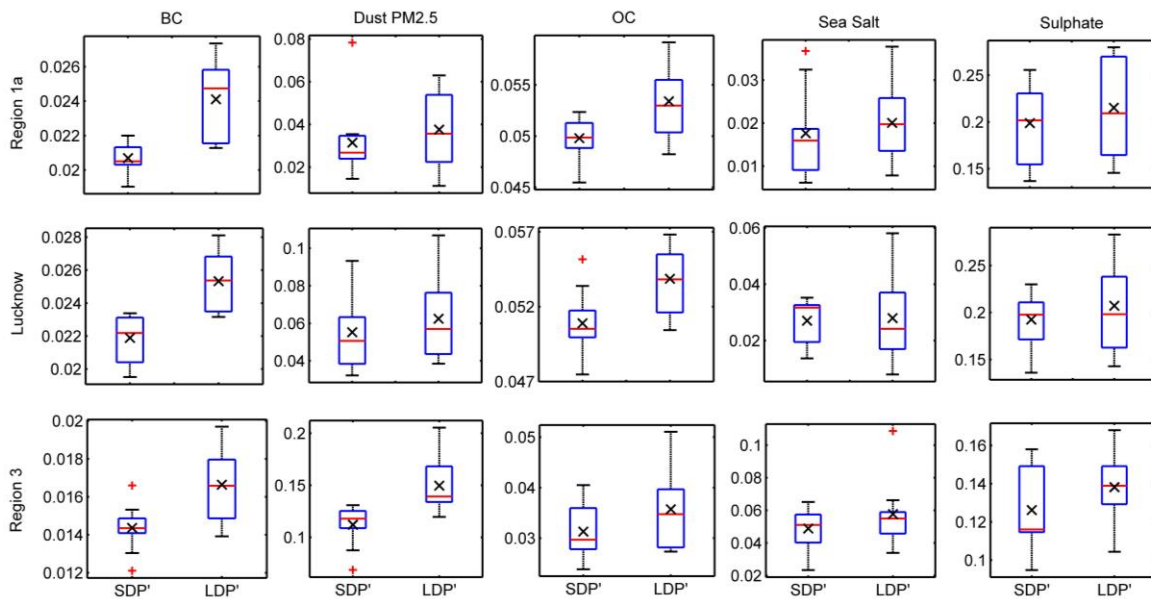 BC Dust PM2.5 OC Sea Salt Sulphate
Region 1a
0.026 0.024 0.022 0.02
0.08 0.06 0.04 0.02
0.055 0.05 0.045
0.03 0.02 0.01
0.25 0.2 0.15
Lucknow
0.028 0.026 0.024 0.022 0.02
0.1 0.08 0.06 0.04
0.057 0.052 0.047
0.06 0.04 0.02
0.25 0.2 0.15
Region 3
0.02 0.018 0.016 0.014 0.012
0.2 0.15 0.1
0.05 0.04 0.03
0.1 0.08 0.06 0.04 0.02
0.16 0.14 0.12 0.1
SDP' LDP' SDP' LDP' SDP' LDP' SDP' LDP' SDP' LDP'